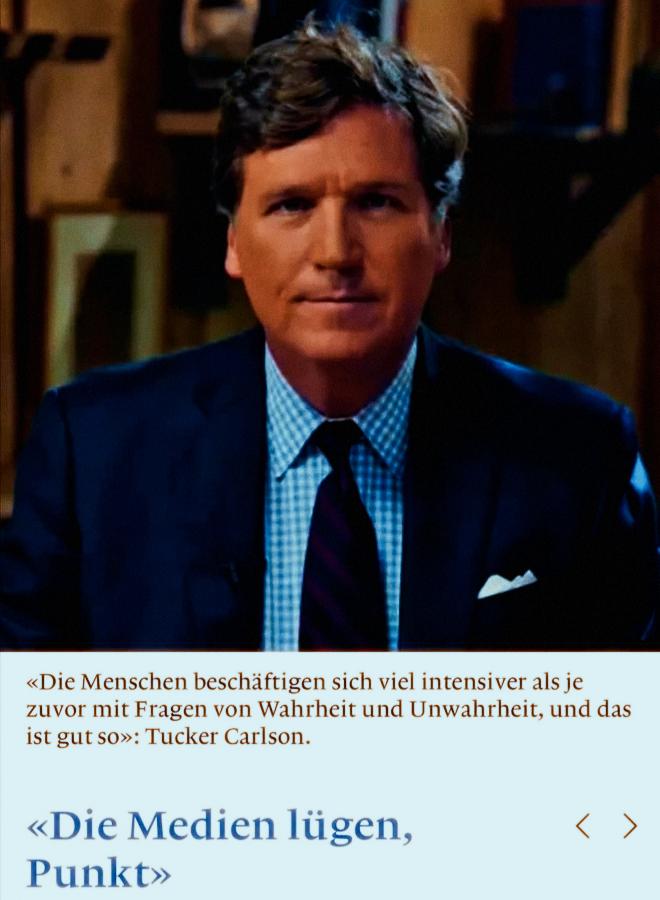 «Die Menschen beschäftigen sich viel intensiver als je
zuvor mit Fragen von Wahrheit und Unwahrheit, und das
ist gut so»: Tucker Carlson.
«Die Medien lügen,
Punkt»